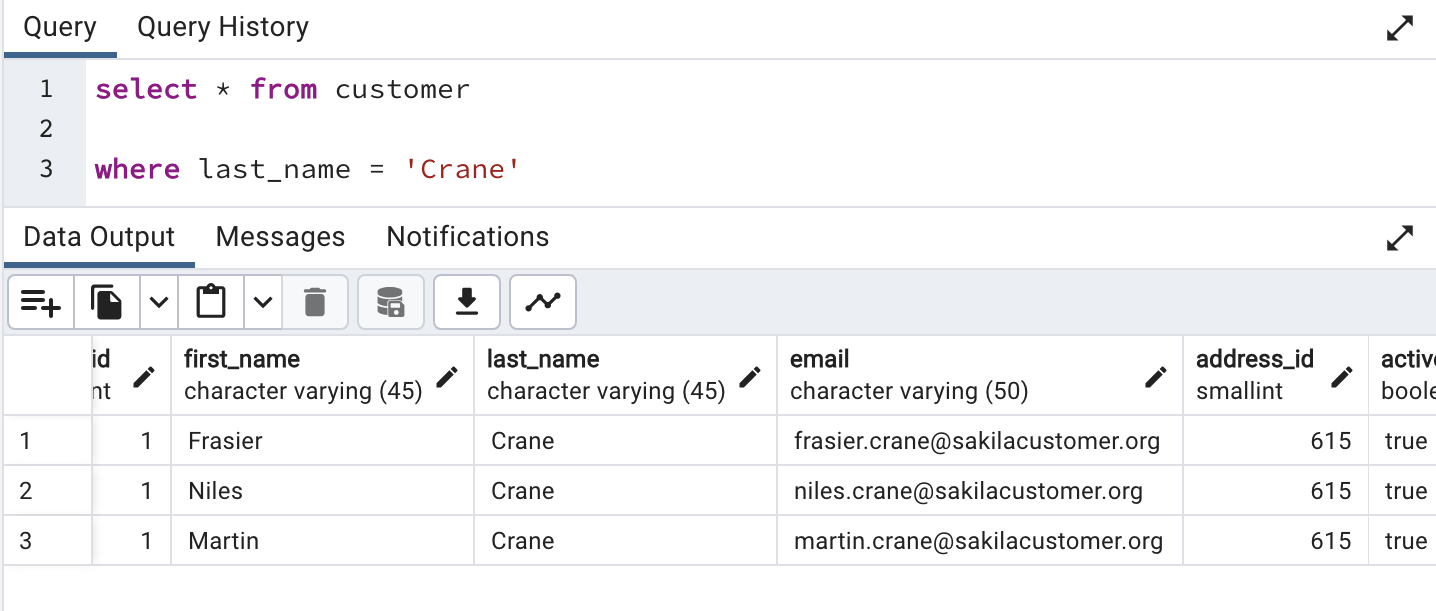 Query Query History
1 select * from customer
2
3 where last_name = 'Crane'
Data Output Messages Notifications
id first_name last_name email address_id
character varying (45) character varying (45) character varying (50) smallint
1 1 Frasier Crane frasier.crane@sakilacustomer.org 615 true
2 1 Niles Crane niles.crane@sakilacustomer.org 615 true
3 1 Martin Crane martin.crane@sakilacustomer.org 615 true